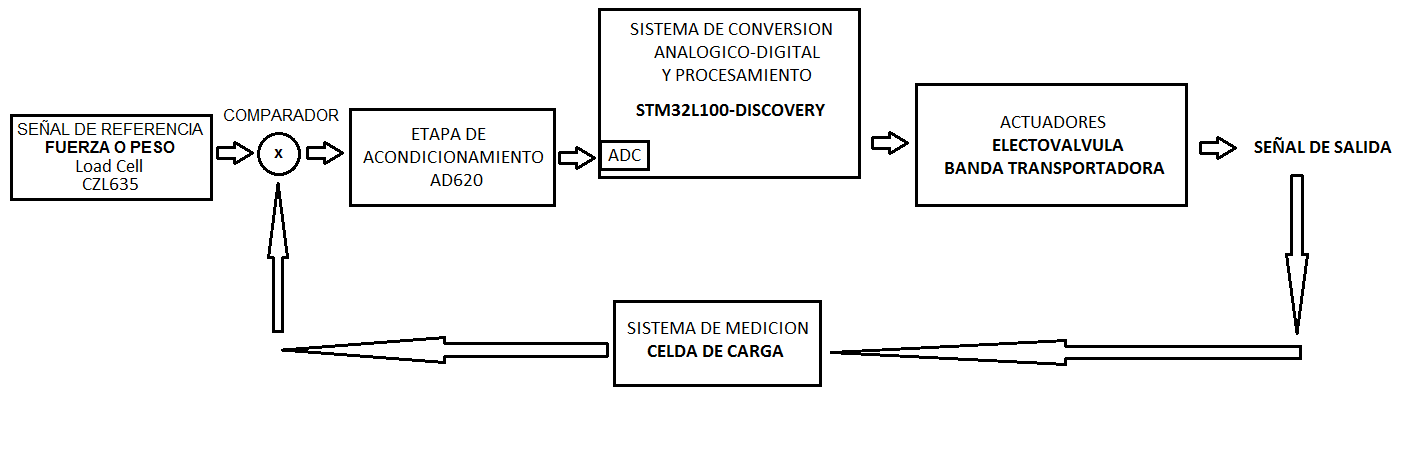 SEÑAL DE REFERENCIA
FUERZA O PESO
Load Cell
CZL635
COMPARADOR
X
ETAPA DE
ACONDICIONAMIENTO
AD620
SISTEMA DE CONVERSION
ANALOGICO-DIGITAL
Y PROCESAMIENTO
STM32L100-DISCOVERY
ADC
ACTUADORES
ELECTOVALVULA
BANDA TRANSPORTADORA
SEÑAL DE SALIDA
SISTEMA DE MEDICION
CELDA DE CARGA